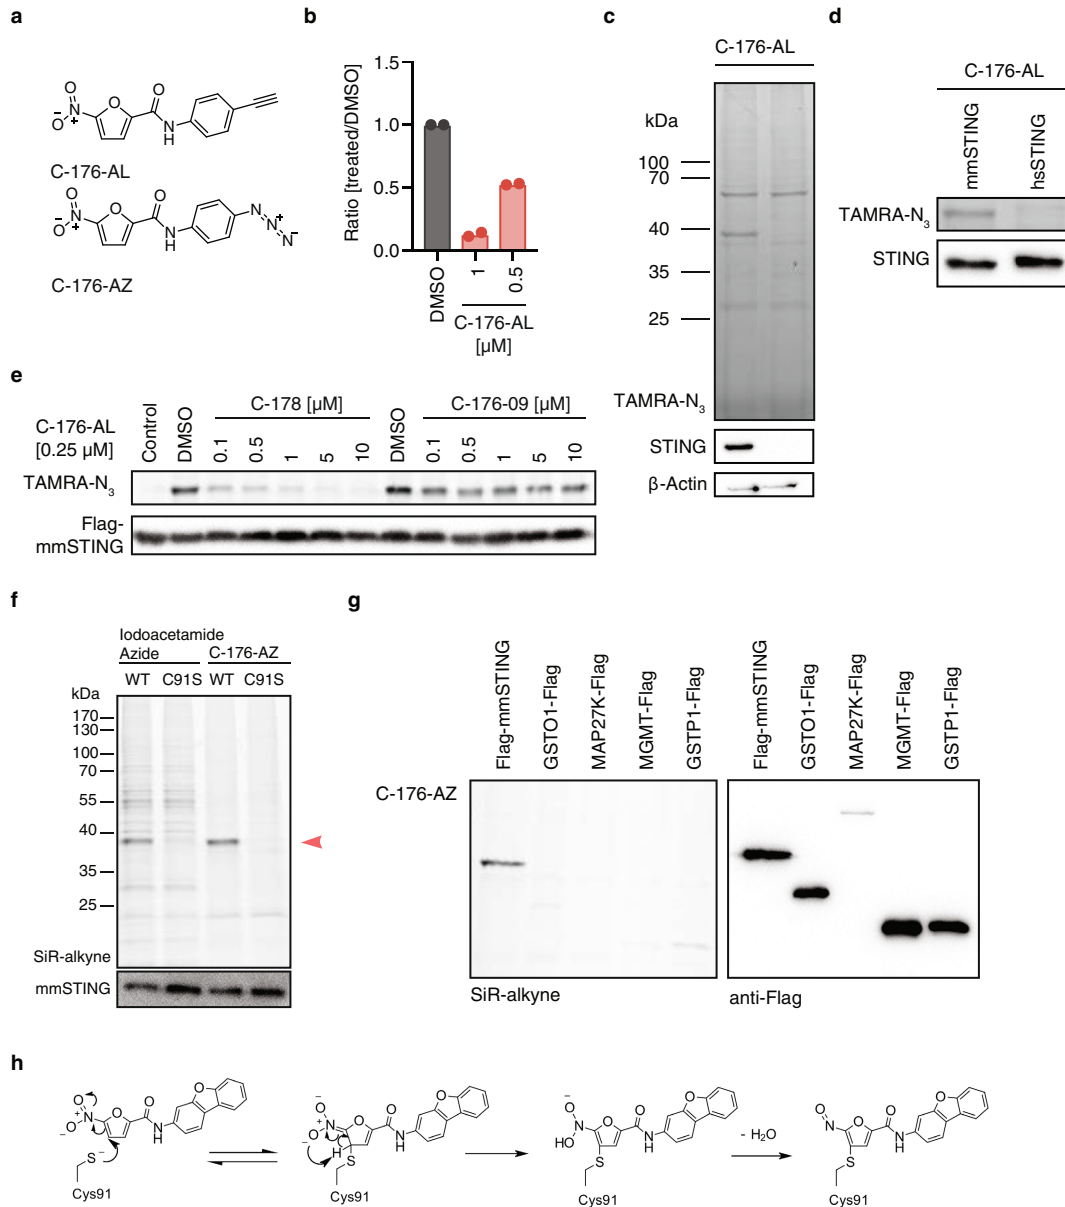 a
O
N
+
O
−
O
O
N
H
C-176-AL
O
N
+
O
−
O
O
N
H
N
N
+
N
−
C-176-AZ
b
Ratio [treated/DMSO]
1.5
1.0
0.5
0.0
DMSO
1
0.5
C-176-AL
[µM]
c
C-176-AL
kDa
100
70
40
35
25
TAMRA-N3
STING
β-Actin
d
C-176-AL
mmSTING
hsSTING
TAMRA-N3
STING
e
C-178 [µM]
C-176-09 [µM]
C-176-AL
[0.25 µM]
Control
DMSO
0.1
0.5
1
5
10
DMSO
0.1
0.5
1
5
10
TAMRA-N3
Flag-
mmSTING
f
Iodoacetamide
Azide
C-176-AZ
WT C91S WT C91S
kDa
170
130
100
70
55
40
35
25
SiR-alkyne
mmSTING
g
Flag-mmSTING
GSTO1-Flag
MAP27K-Flag
MGMT-Flag
GSTP1-Flag
Flag-mmSTING
GSTO1-Flag
MAP27K-Flag
MGMT-Flag
GSTP1-Flag
C-176-AZ
SiR-alkyne
anti-Flag
h
O
N
+
O
−
O
O
N
H
O
S
−
Cys91
O
N
+
O
−
O
O
N
H
O
H
S
Cys91
O
−
N
HO
O
O
N
H
O
S
Cys91
- H2O
O
N
O
O
N
H
O
S
Cys91